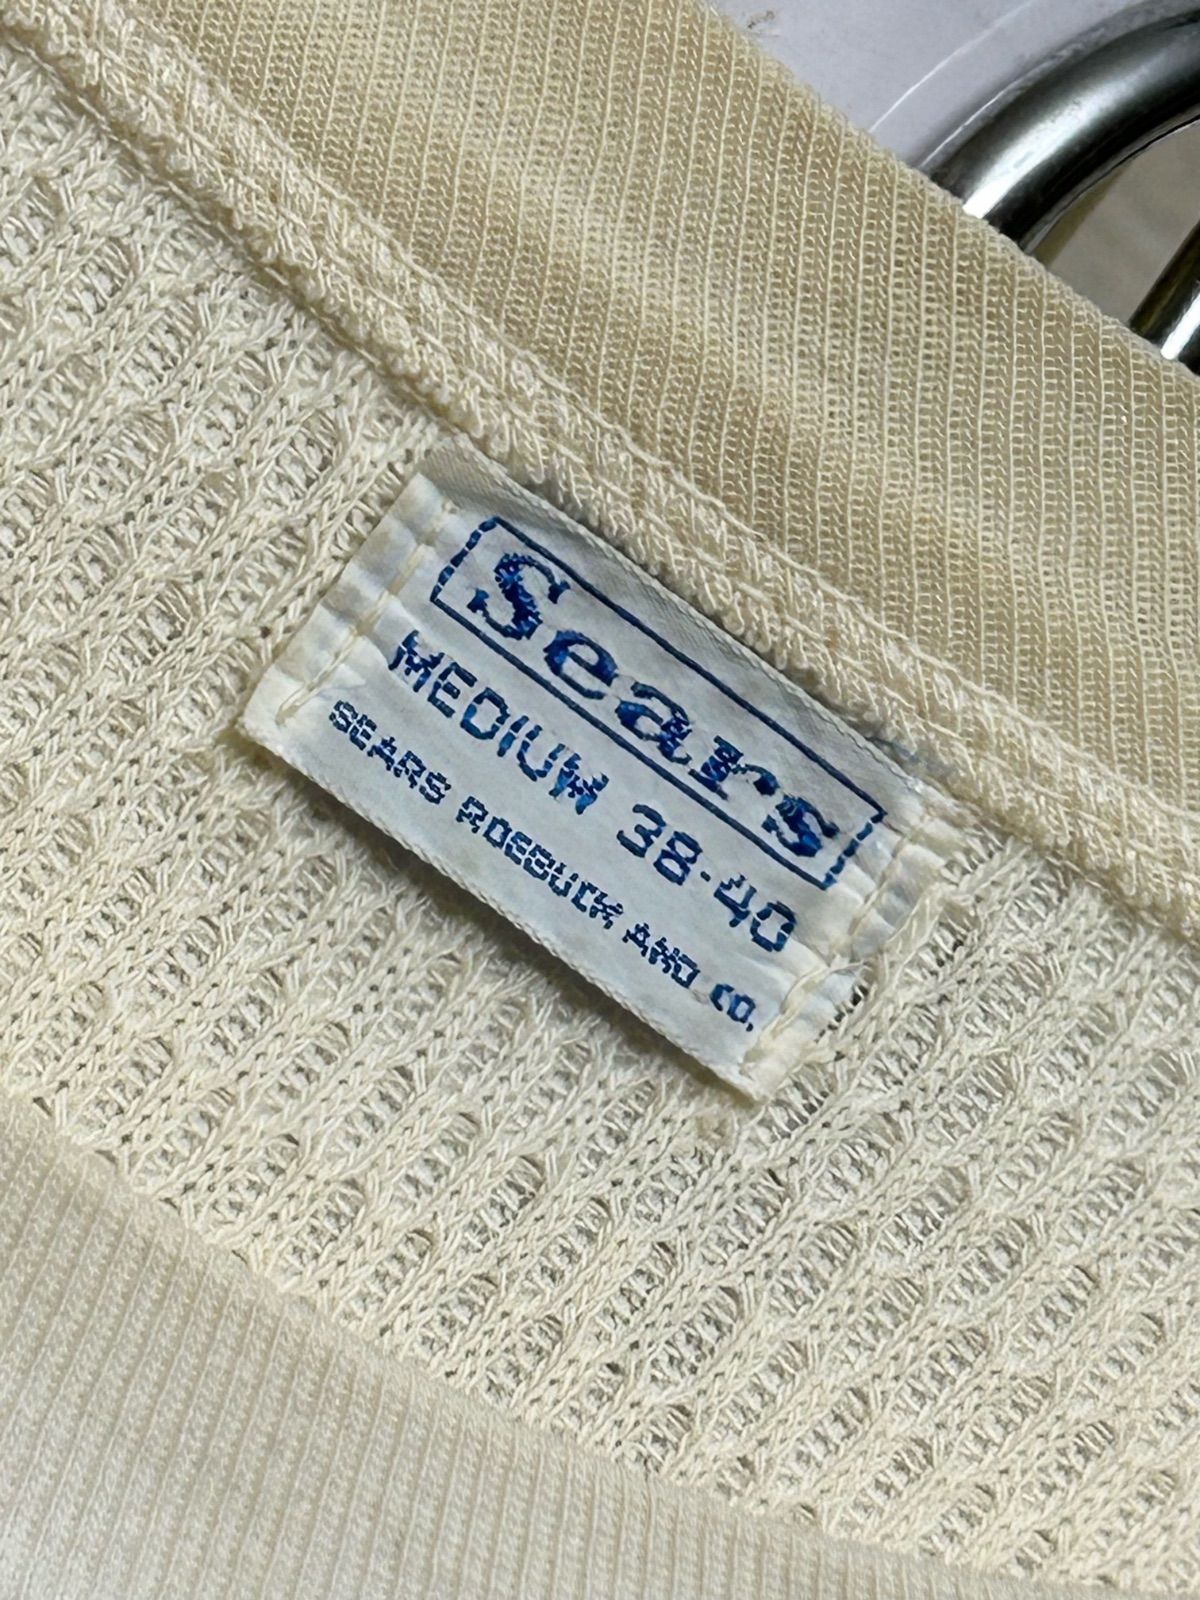 Sears
MEDIUM 38-40
SEARS ROEBUCK AND CO.